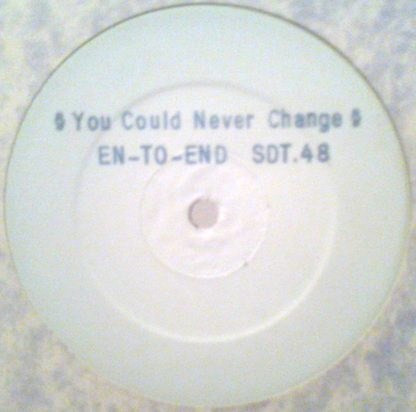 You Could Never Change
EN-TO-END SDT.48